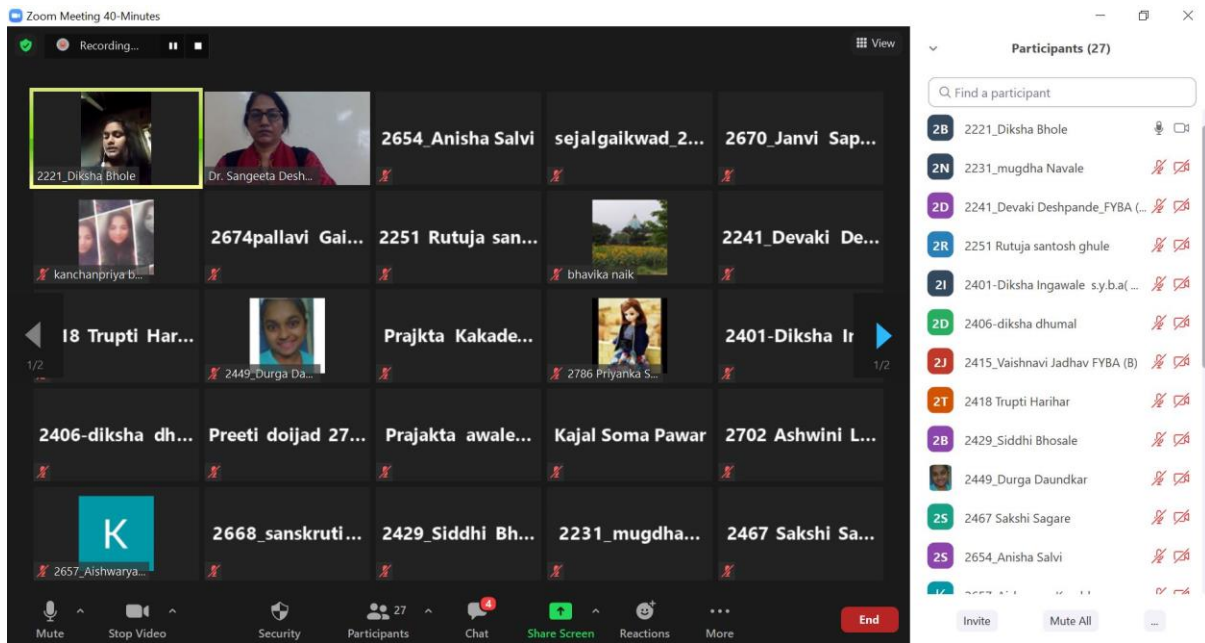 Zoom Meeting 40-Minutes
Recording...
View
2221_Diksha Bhole
Dr. Sangeeta Desh...
2654_Anisha Salvi
sejalgaikwad_2...
2670_Janvi Sap...
kanchanpriya b...
2674pallavi Gai...
2251 Rutuja san...
bhavika naik
2241_Devaki De...
18 Trupti Har...
2449_Durga Da...
Prajkta Kakade...
2786 Priyanka S...
2401-Diksha Ir
1/2
1/2
2406-diksha dh...
Preeti doijad 27...
Prajakta awale...
Kajal Soma Pawar
2702 Ashwini L...
K
2657_Aishwarya...
2668_sanskruti...
2429_Siddhi Bh...
2231_mugdha...
2467 Sakshi Sa...
Mute
Stop Video
Security
27
Participants
4
Chat
Share Screen
Reactions
More
End
Participants (27)
Find a participant
2B 2221_Diksha Bhole
2N 2231_mugdha Navale
2D 2241_Devaki Deshpande_FYBA (...
2R 2251 Rutuja santosh ghule
2I 2401-Diksha Ingawale s.y.b.a( ...
2D 2406-diksha dhumal
2J 2415_Vaishnavi Jadhav FYBA (B)
2T 2418 Trupti Harihar
2B 2429_Siddhi Bhosale
2449_Durga Daundkar
2S 2467 Sakshi Sagare
2S 2654_Anisha Salvi
Invite
Mute All
...